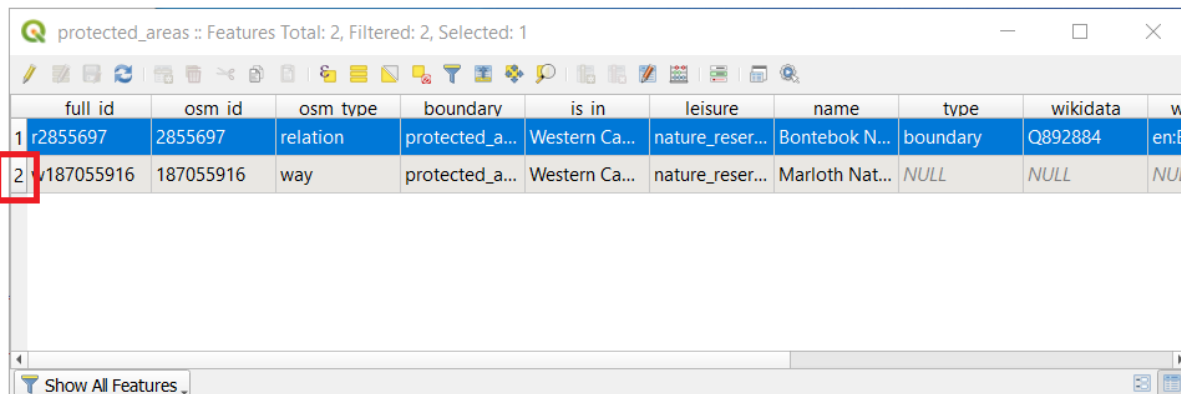 protected_areas :: Features Total: 2, Filtered: 2, Selected: 1
full_id osm_id osm_type boundary is_in leisure name type wikidata w
1 r2855697 2855697 relation protected_a... Western Ca... nature_reser... Bontebok N... boundary Q892884 en:B
2 w187055916 187055916 way protected_a... Western Ca... nature_reser... Marloth Nat... NULL NULL NUL
Show All Features